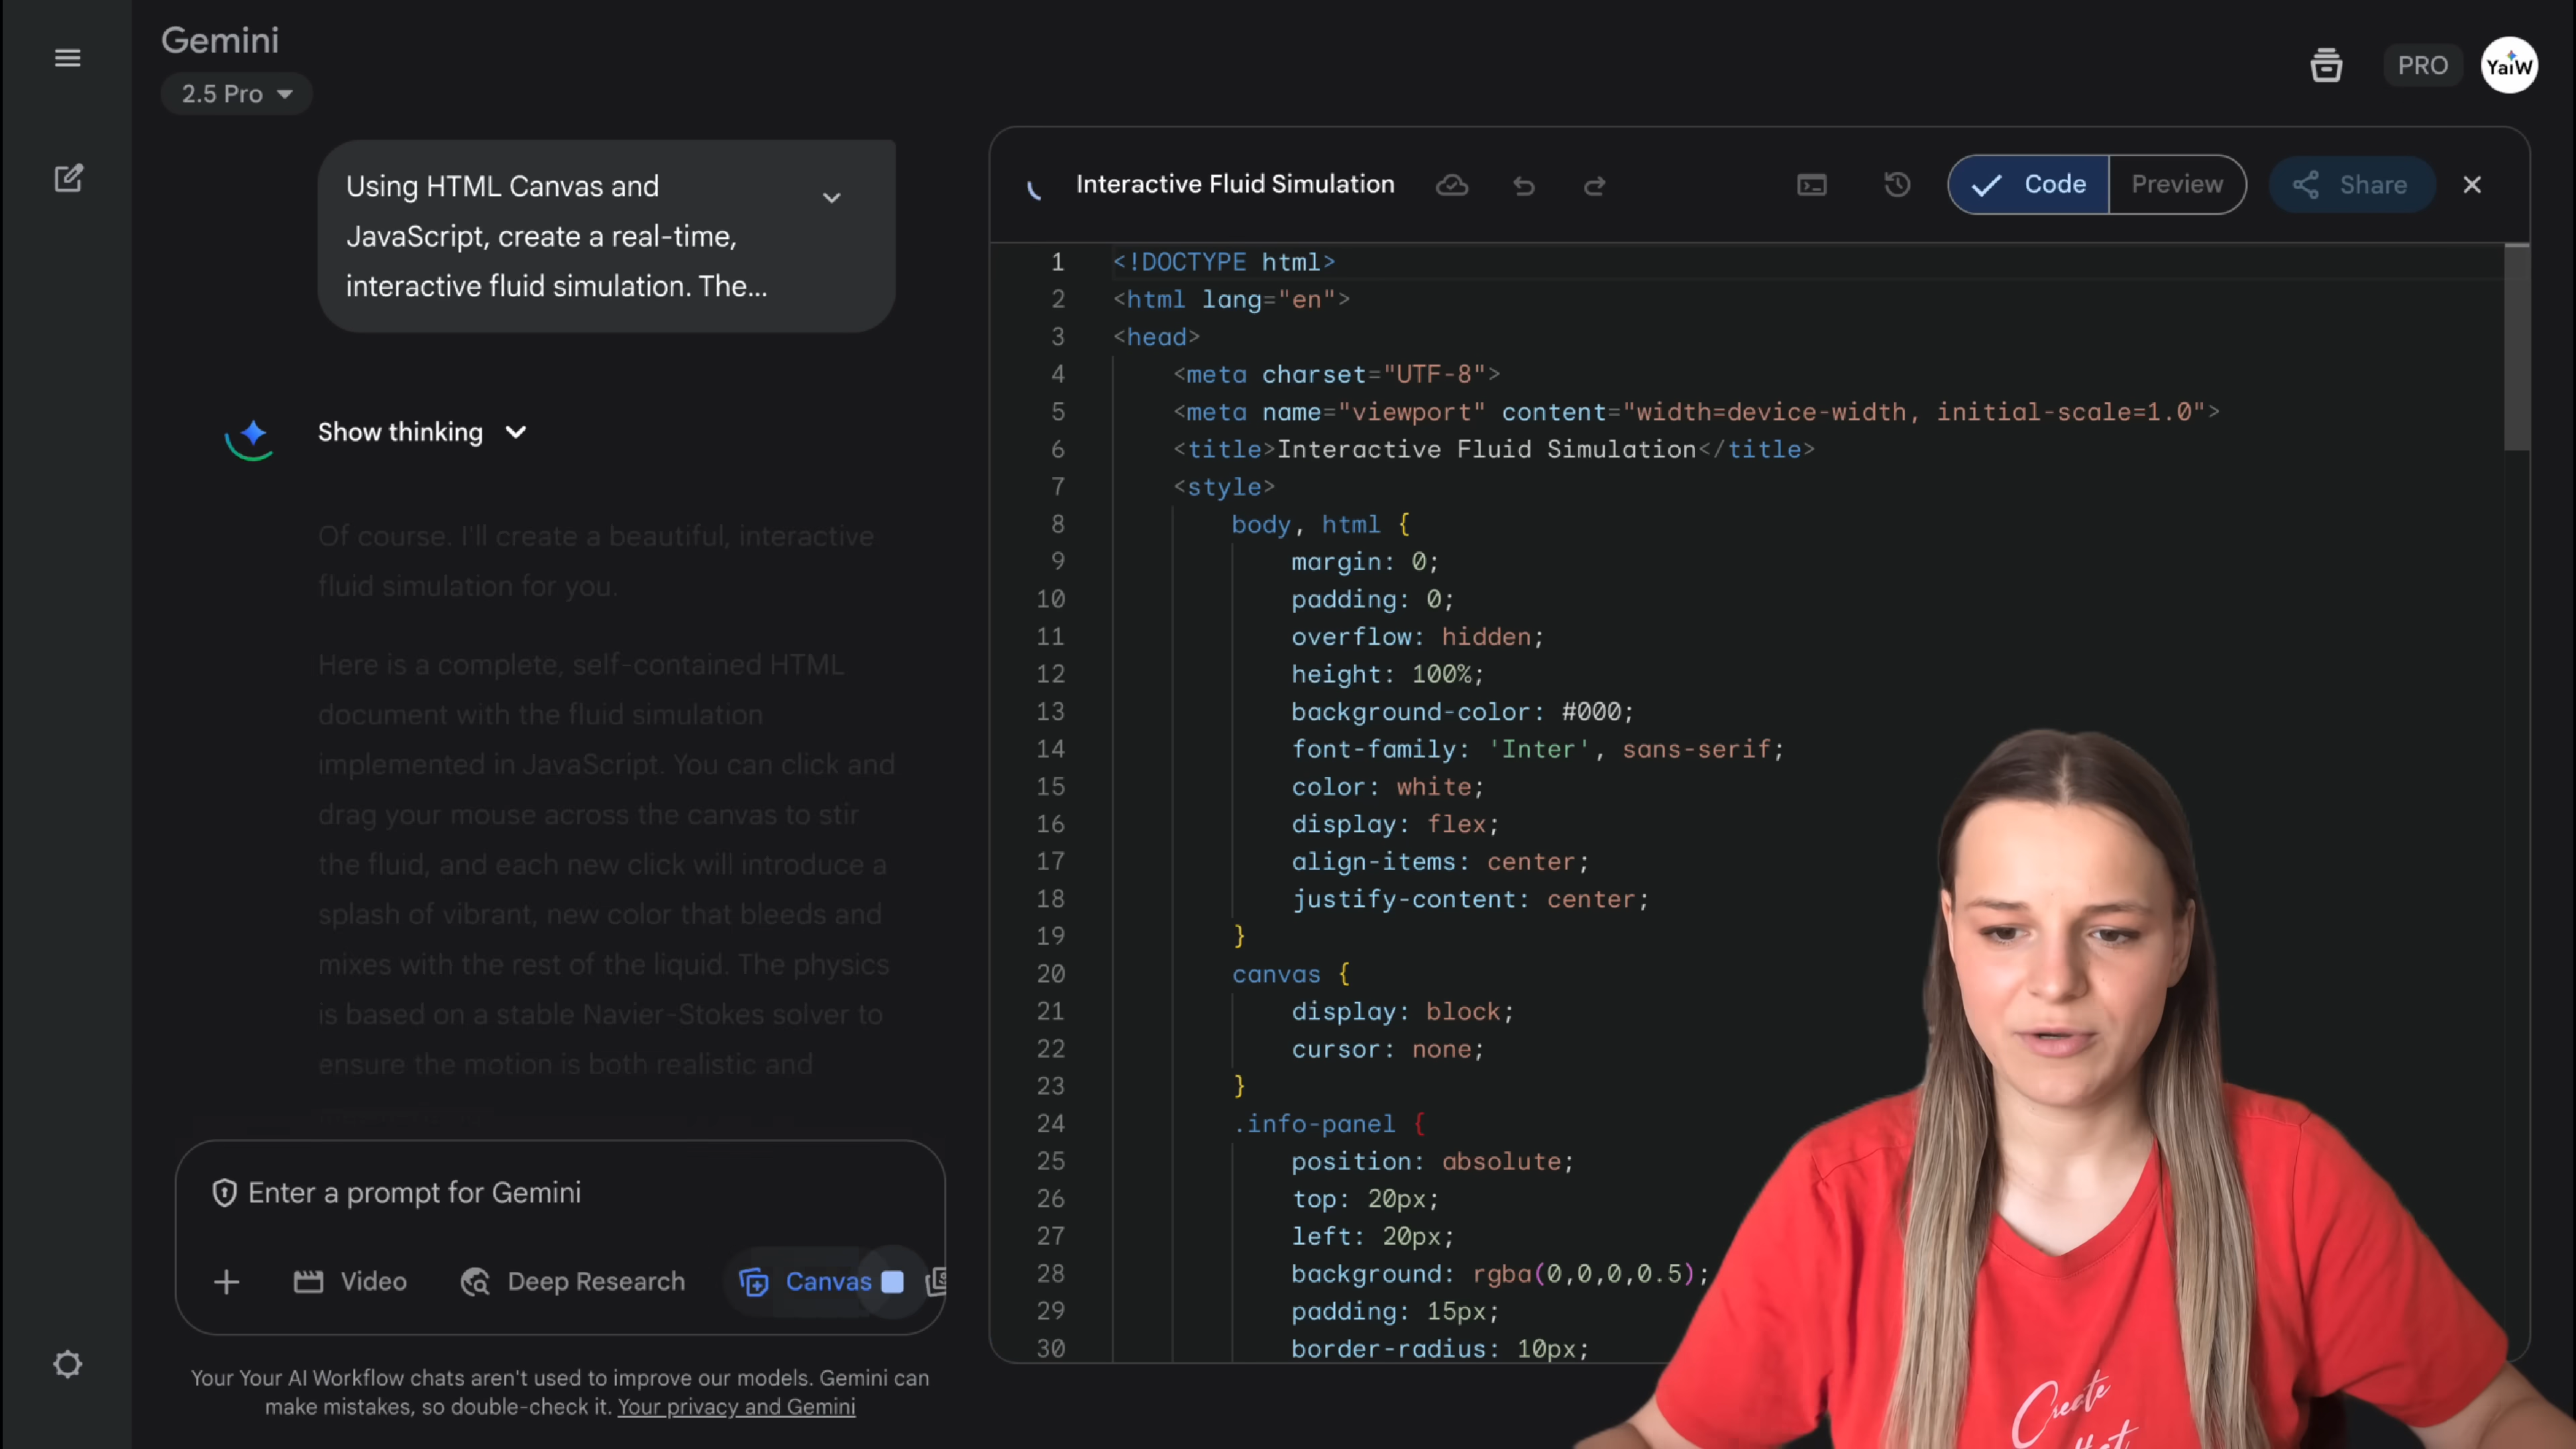 Gemini
2.5 Pro
PRO
YaiW
Using HTML Canvas and
JavaScript, create a real-time,
interactive fluid simulation. The...
Show thinking
Of course. I'll create a beautiful, interactive
fluid simulation for you.
Here is a complete, self-contained HTML
document with the fluid simulation
implemented in JavaScript. You can click and
drag your mouse across the canvas to stir
the fluid, and each new click will introduce a
splash of vibrant, new color that bleeds and
mixes with the rest of the liquid. The physics
is based on a stable Navier-Stokes solver to
ensure the motion is both realistic and
Enter a prompt for Gemini
Video
Deep Research
Canvas
Your Your AI Workflow chats aren't used to improve our models. Gemini can
make mistakes, so double-check it. Your privacy and Gemini
Interactive Fluid Simulation
Code
Preview
Share
1 <!DOCTYPE html>
2 <html lang="en">
3 <head>
4 <meta charset="UTF-8">
5 <meta name="viewport" content="width=device-width, initial-scale=1.0">
6 <title>Interactive Fluid Simulation</title>
7 <style>
8 body, html {
9 margin: 0;
10 padding: 0;
11 overflow: hidden;
12 height: 100%;
13 background-color: #000;
14 font-family: 'Inter', sans-serif;
15 color: white;
16 display: flex;
17 align-items: center;
18 justify-content: center;
19 }
20 canvas {
21 display: block;
22 cursor: none;
23 }
24 .info-panel {
25 position: absolute;
26 top: 20px;
27 left: 20px;
28 background: rgba(0,0,0,0.5);
29 padding: 15px;
30 border-radius: 10px;
Create